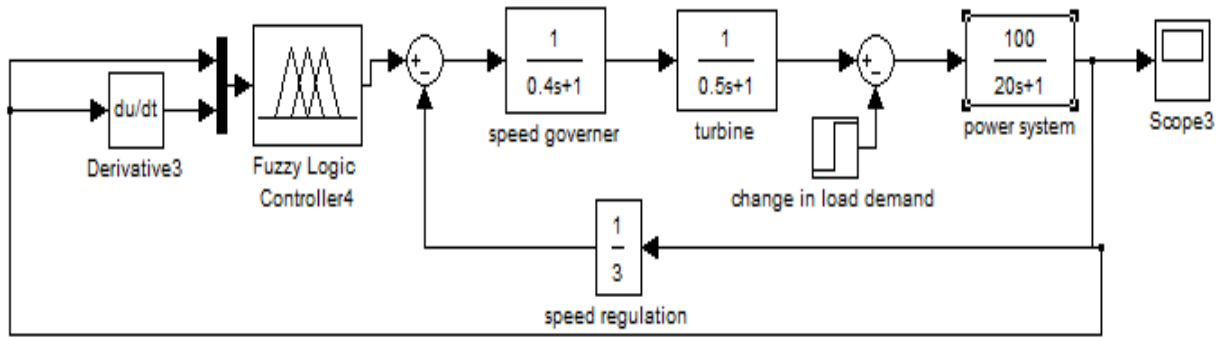 du/dt
Derivative3
Fuzzy Logic
Controller4
+
−
1
0.4s+1
speed governer
1
0.5s+1
turbine
+
−
change in load demand
100
20s+1
power system
Scope3
1
3
speed regulation